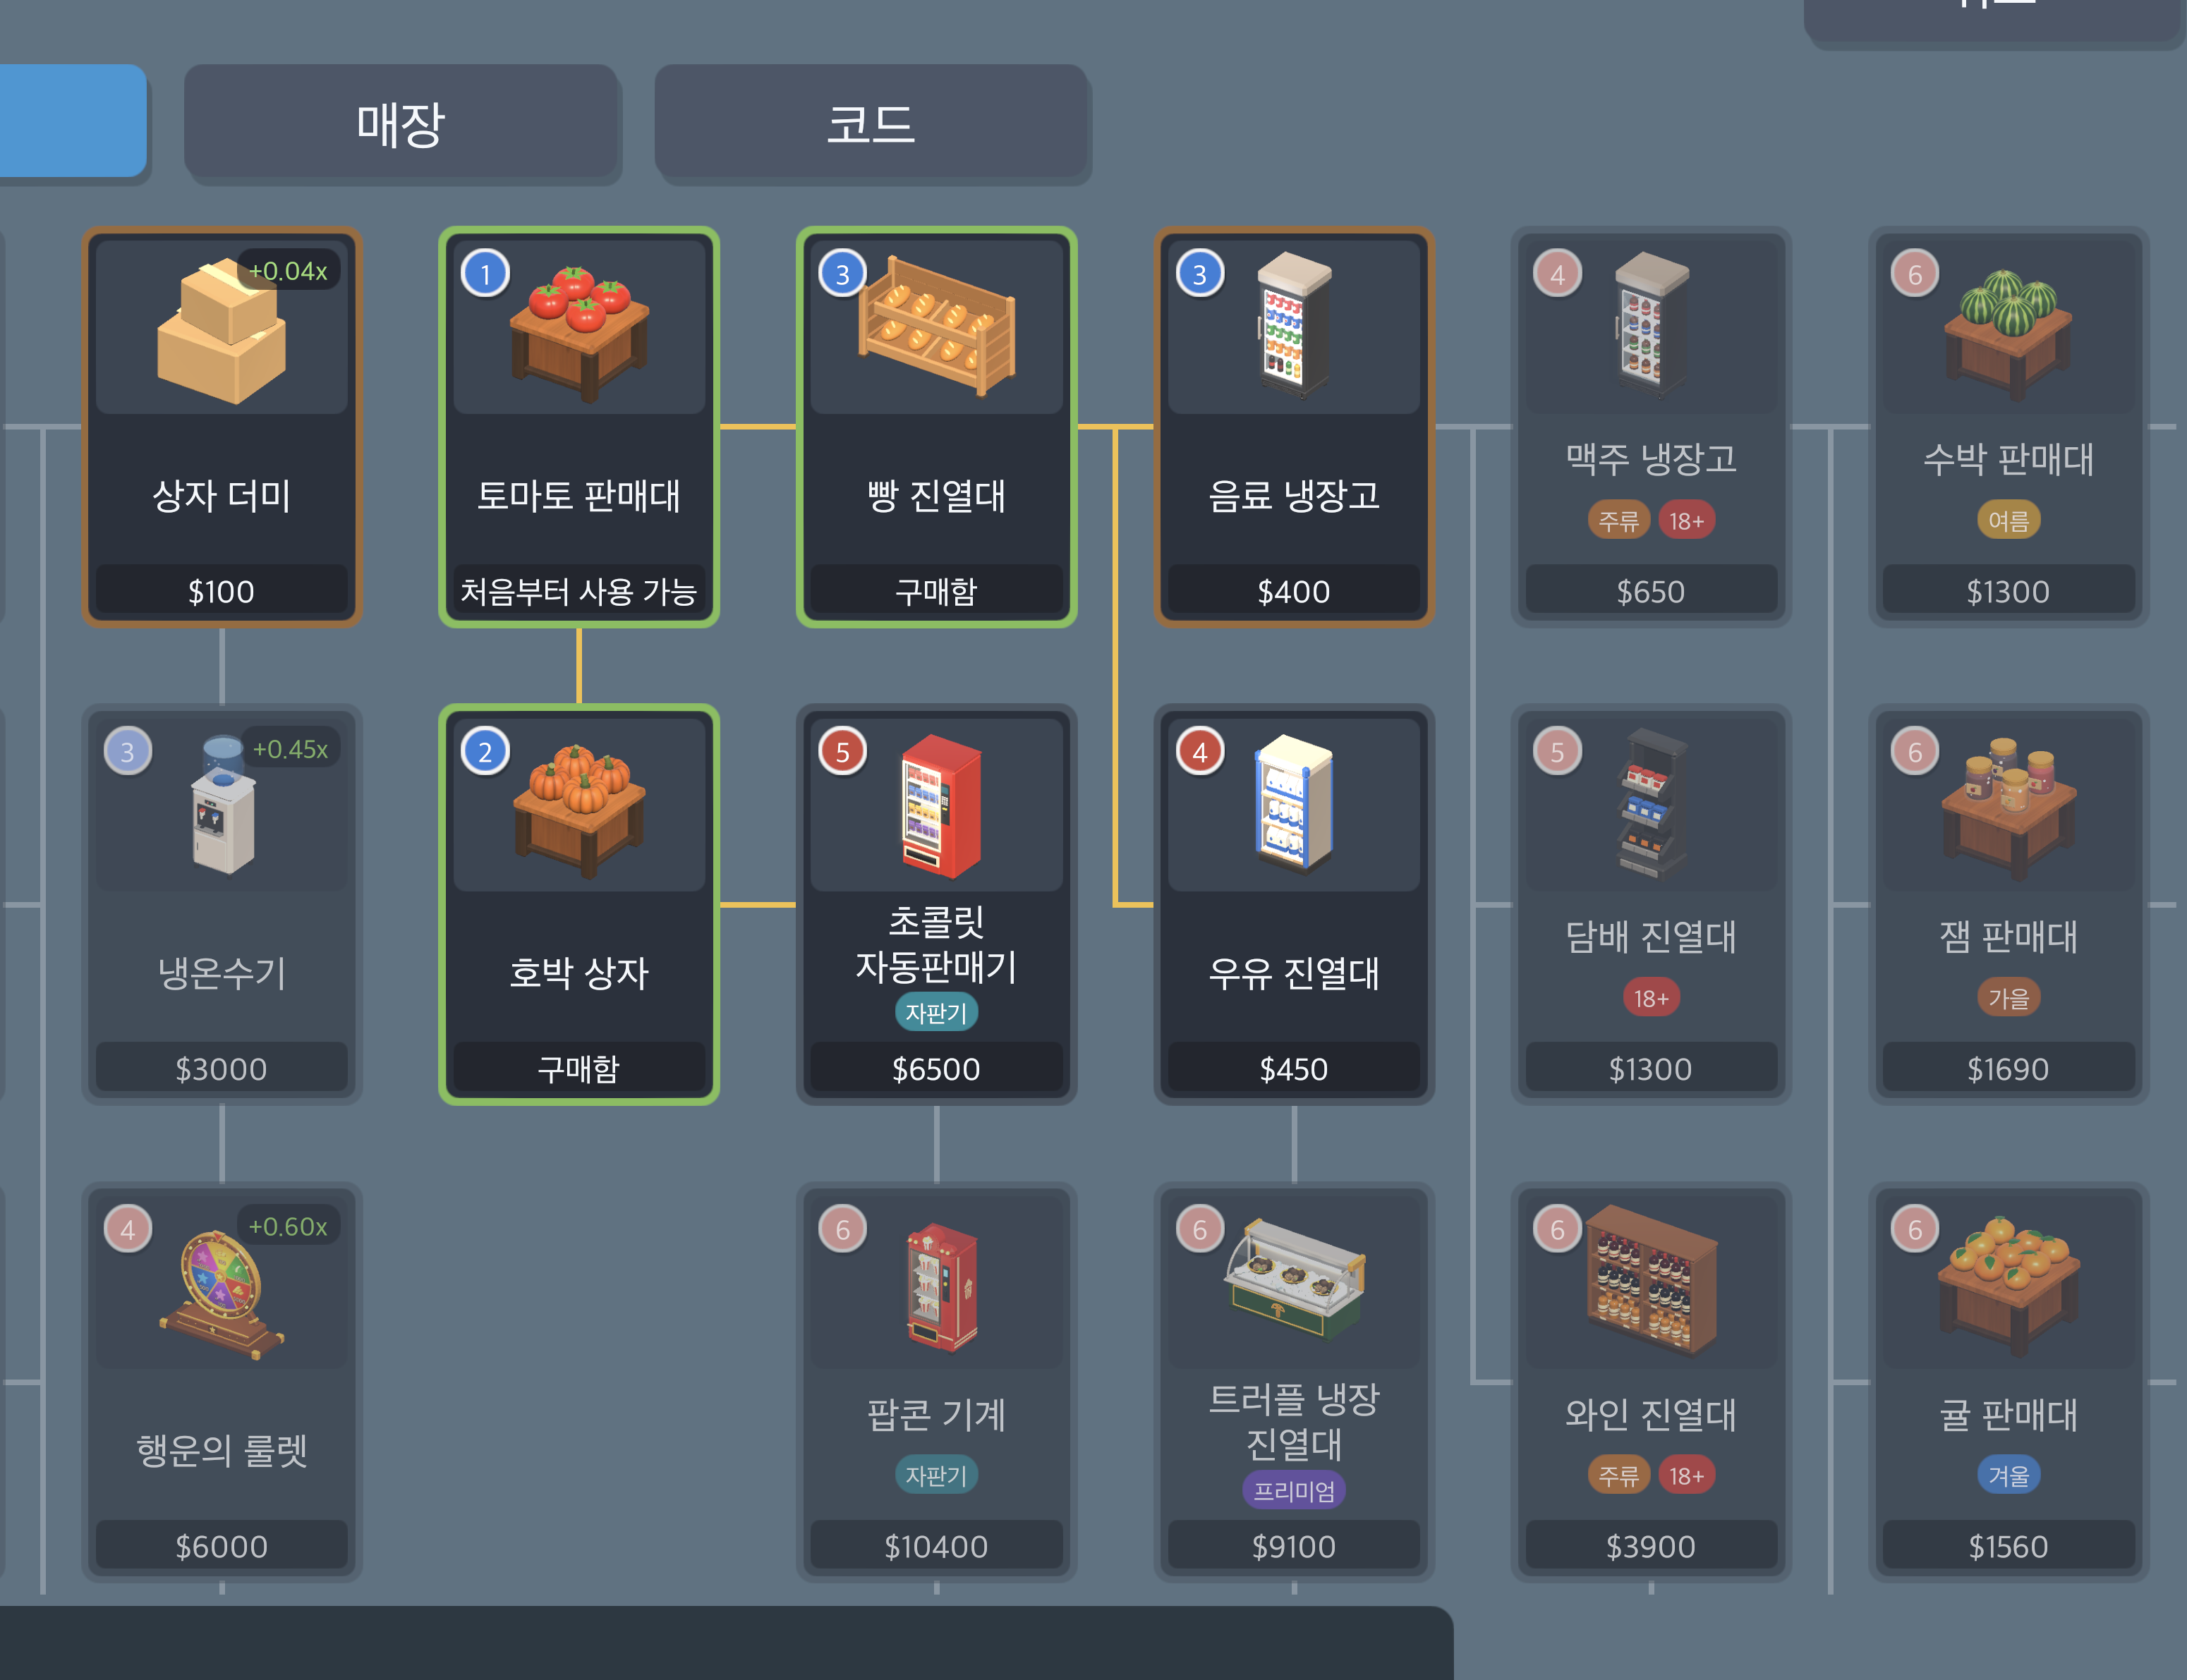 매장
코드
+0.04x
상자 더미
$100
1
토마토 판매대
처음부터 사용 가능
3
빵 진열대
구매함
3
음료 냉장고
$400
4
맥주 냉장고
주류 18+
$650
6
수박 판매대
여름
$1300
3
+0.45x
냉온수기
$3000
2
호박 상자
구매함
5
초콜릿
자동판매기
자판기
$6500
4
우유 진열대
$450
5
담배 진열대
18+
$1300
6
잼 판매대
가을
$1690
4
+0.60x
행운의 룰렛
$6000
6
팝콘 기계
자판기
$10400
6
트러플 냉장
진열대
프리미엄
$9100
6
와인 진열대
주류 18+
$3900
6
귤 판매대
겨울
$1560